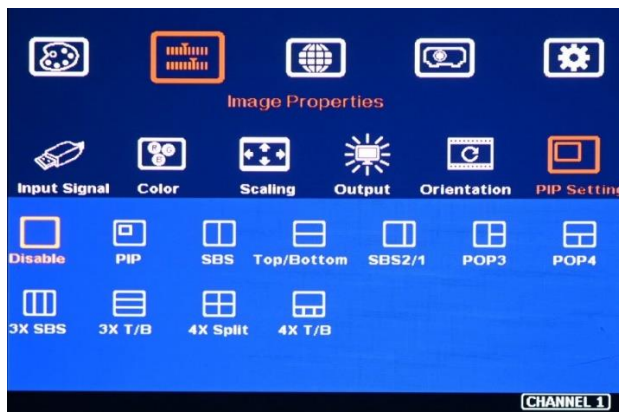 Image Properties
Input Signal Color Scaling Output Orientation PIP Setting
Disable PIP SBS Top/Bottom SBS2/1 POP3 POP4
3X SBS 3X T/B 4X Split 4X T/B
CHANNEL 1